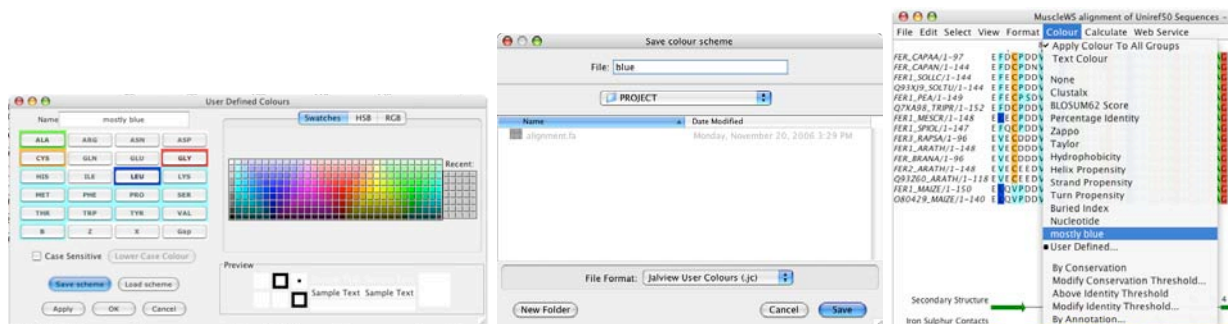 User Defined Colours
Name mostly blue
ALA ARG ASN ASP
CYS GLN GLU GLY
HIS ILE LEU LYS
MET PHE PRO SER
THR TRP TYR VAL
B Z X Gap
Case Sensitive Lower Case Colour
Save scheme Load scheme
Apply OK Cancel
Swatches HSB RGB
Recent:
Preview
Sample Text Sample Text
Save colour scheme
File: blue
PROJECT
Name Date Modified
alignment.fa Monday, November 20, 2006 3:29 PM
File Format: Jalview User Colours (.jc)
New Folder Cancel Save
MuscleWS alignment of Uniref50 Sequences –
File Edit Select View Format Colour Calculate Web Service
FER_CAPAA/1-97 E F D C P D D V
FER_CAPAN/1-144 E F D C P D N V
FER1_SOLLC/1-144 E F E C P D D V
Q93XJ9_SOLTU/1-144 E F E C P D D V
FER1_PEA/1-149 E F E C P S D V
Q7XA98_TRIPR/1-152 E F D C P D D V
FER1_MESCR/1-148 E C P D D V
FER1_SPIOL/1-147 E F Q C P D D V
FER3_RAPSA/1-96 E V E C D D D V
FER1_ARATH/1-148 E V E C D D D V
FER_BRANA/1-96 E V E C D D D V
FER2_ARATH/1-148 E V E C E E D V
Q93Z60_ARATH/1-118 E V E C E E D V
FER1_MAIZE/1-150 E Q V P D D V
O80429_MAIZE/1-140 E Q V P D D V
Secondary Structure
Iron Sulphur Contacts
Apply Colour To All Groups
Text Colour
None
Clustalx
BLOSUM62 Score
Percentage Identity
Zappo
Taylor
Hydrophobicity
Helix Propensity
Strand Propensity
Turn Propensity
Buried Index
Nucleotide
mostly blue
User Defined...
By Conservation
Modify Conservation Threshold...
Above Identity Threshold
Modify Identity Threshold...
By Annotation...